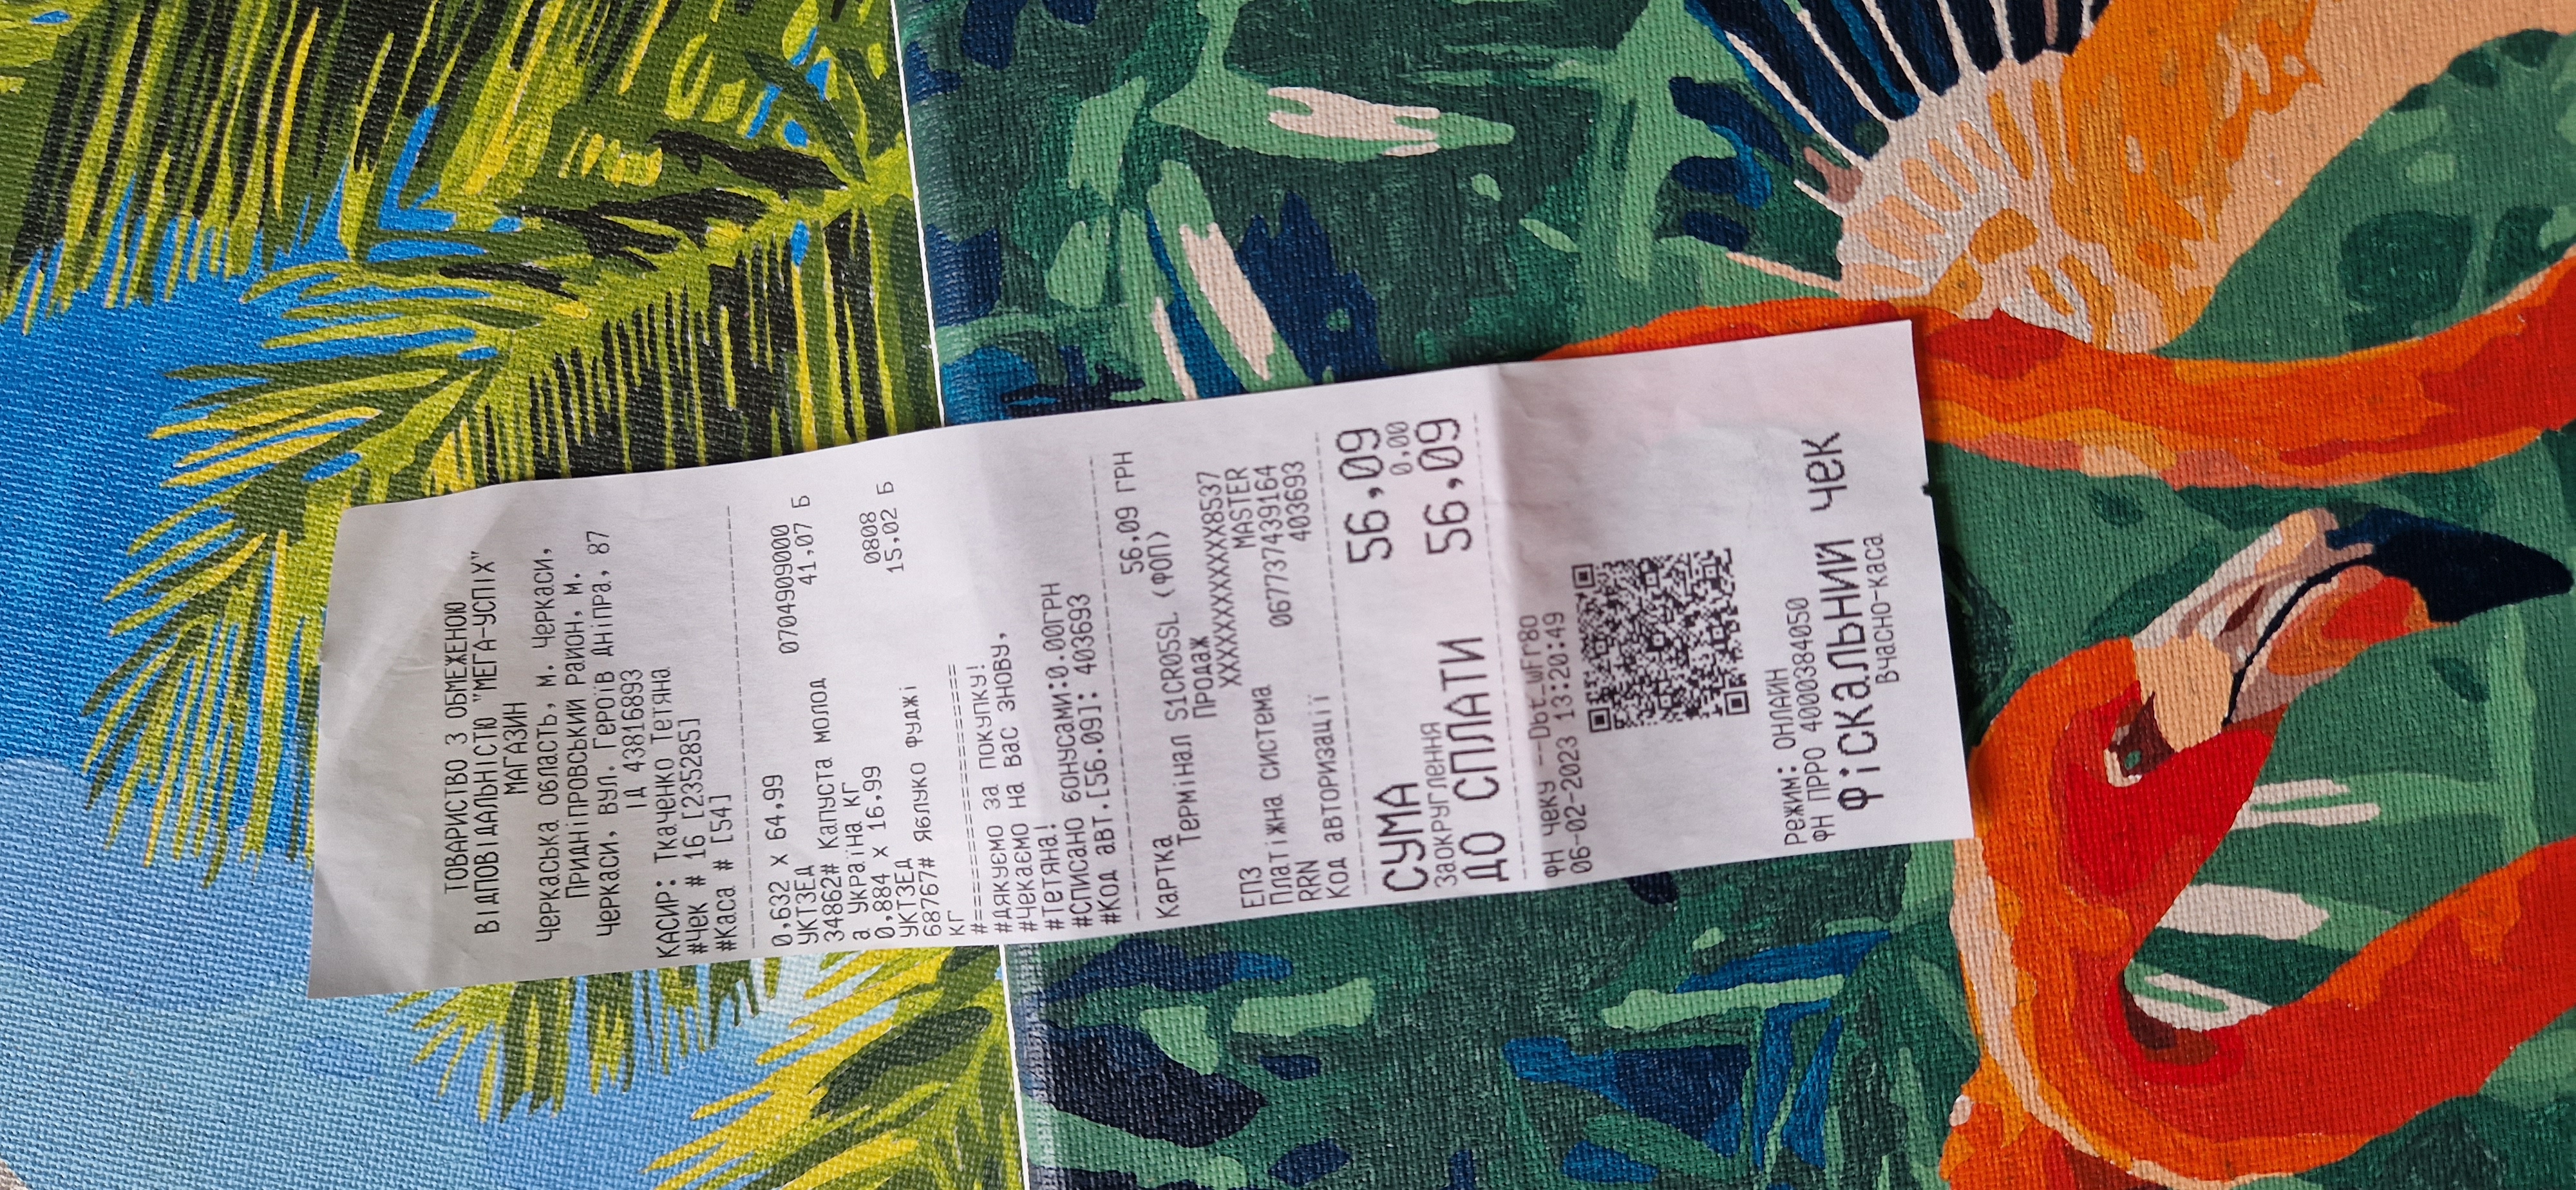 ТОВАРИСТВО З ОБМЕЖЕНОЮ
ВІДПОВІДАЛЬНІСТЮ "МЕГА-УСПІХ"
МАГАЗИН
ЧЕРКАСЬКА ОБЛАСТЬ, М. ЧЕРКАСИ,
ПРИДНІПРОВСЬКИЙ РАЙОН, М.
ЧЕРКАСИ, ВУЛ. ГЕРОЇВ ДНІПРА, 87
ІД 43816893
КАСИР: Ткаченко Тетяна
#Чек # 16 [2352285]
#Каса # [54]
0,632 x 64,99
УКТЗЕД 0704909000
34862# Капуста молод 41,07 Б
а Україна кг
0,884 x 16,99
УКТЗЕД 0808
68767# Яблуко Фуджі 15,02 Б
кг
#====================
#ДЯКУЄМО ЗА ПОКУПКУ!
#ЧЕКАЄМО НА ВАС ЗНОВУ,
#Тетяна!
#СПИСАНО БОНУСАМИ:0.00ГРН
#Код авт.[56.09]: 403693
Картка 56,09 ГРН
Термінал S1CR05SL (ФОП)
Продаж
ЕПЗ XXXXXXXXXXXXXXX8537
Платіжна система MASTER
RRN 067737439164
Код авторизації 403693
СУМА 56,09
Заокруглення 0,00
ДО СПЛАТИ 56,09
ФН чеку --Dbt_wFr8o
06-02-2023 13:20:49
Режим: ОНЛАЙН
ФН ПРРО 4000384050
ФІСКАЛЬНИЙ ЧЕК
Вчасно-каса